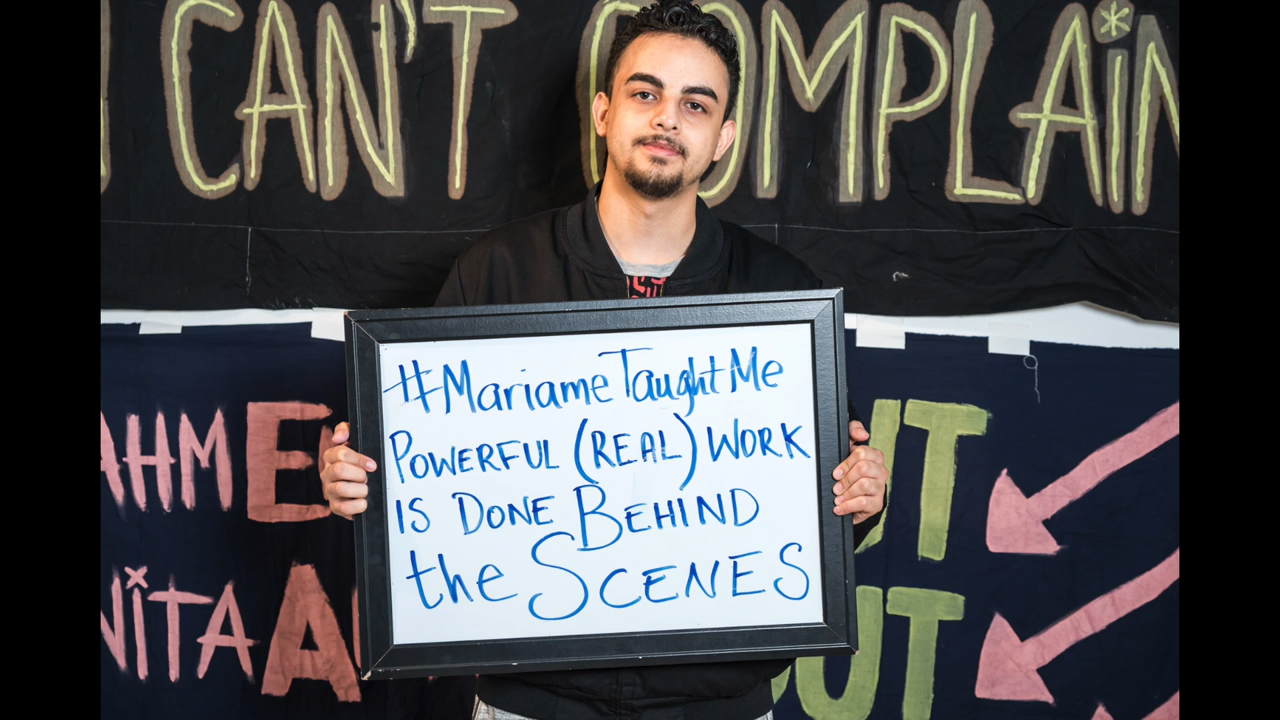 CAN'T COMPLAIN
#MariameTaughtMe
POWERFUL (REAL) WORK
IS DONE BEHIND
the SCENES